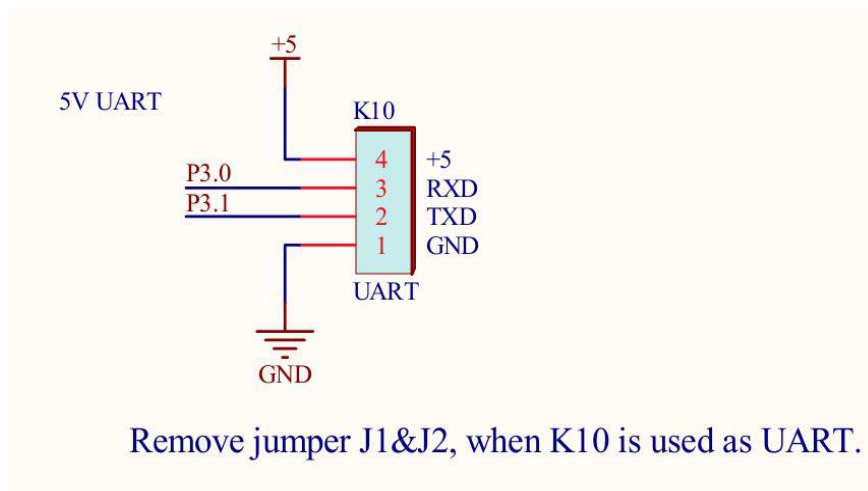 +5
5V UART
K10
4 +5
P3.0 3 RXD
P3.1 2 TXD
1 GND
UART
GND
Remove jumper J1&J2, when K10 is used as UART.